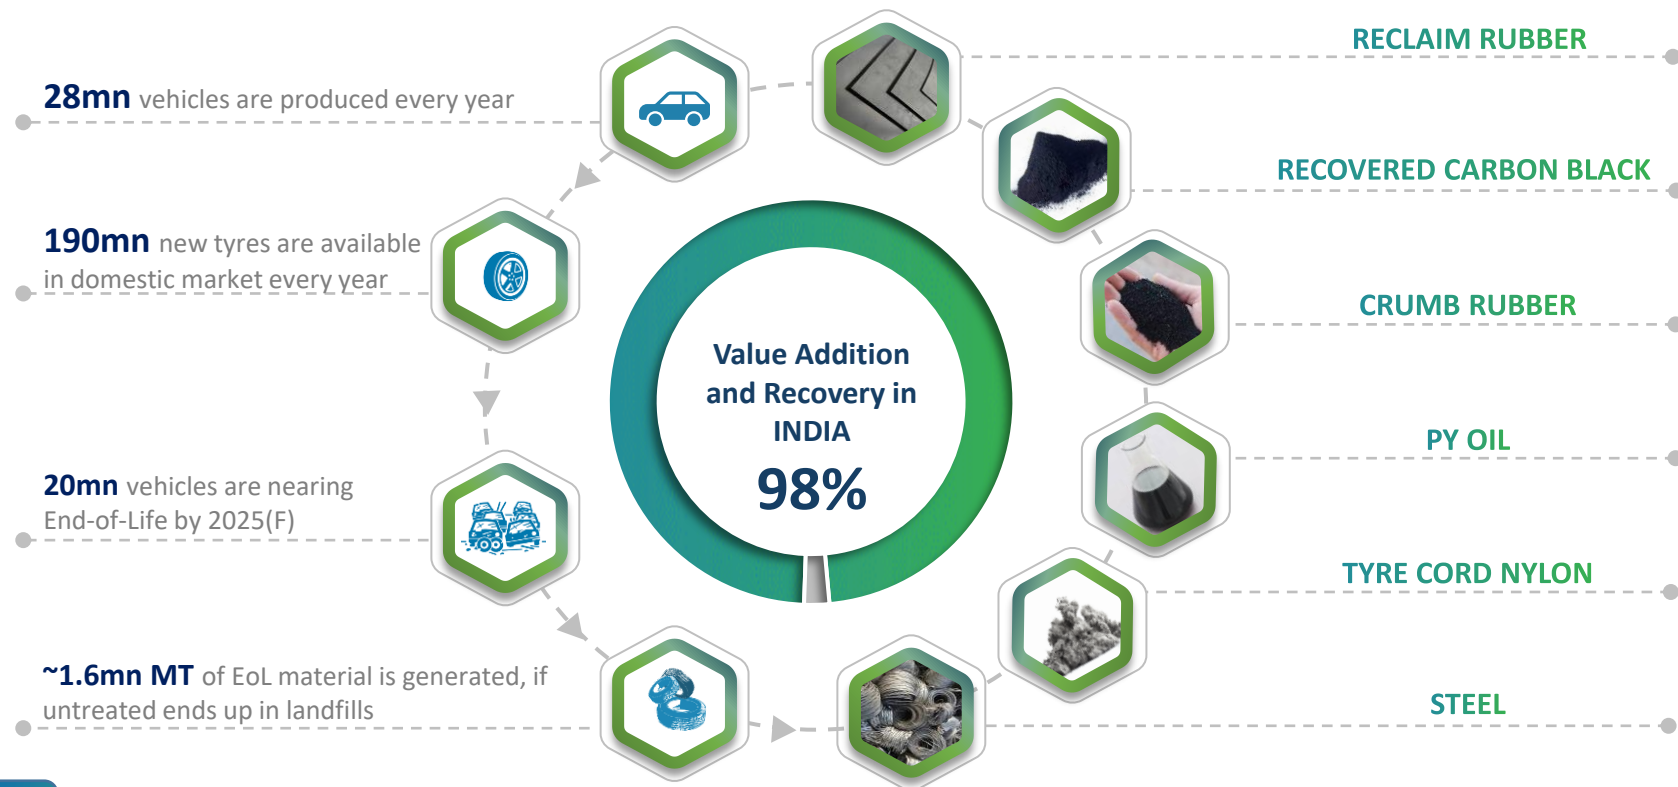 28mn vehicles are produced every year
190mn new tyres are available
in domestic market every year
20mn vehicles are nearing
End-of-Life by 2025(F)
~1.6mn MT of EoL material is generated, if
untreated ends up in landfills
Value Addition
and Recovery in
INDIA
98%
RECLAIM RUBBER
RECOVERED CARBON BLACK
CRUMB RUBBER
PY OIL
TYRE CORD NYLON
STEEL